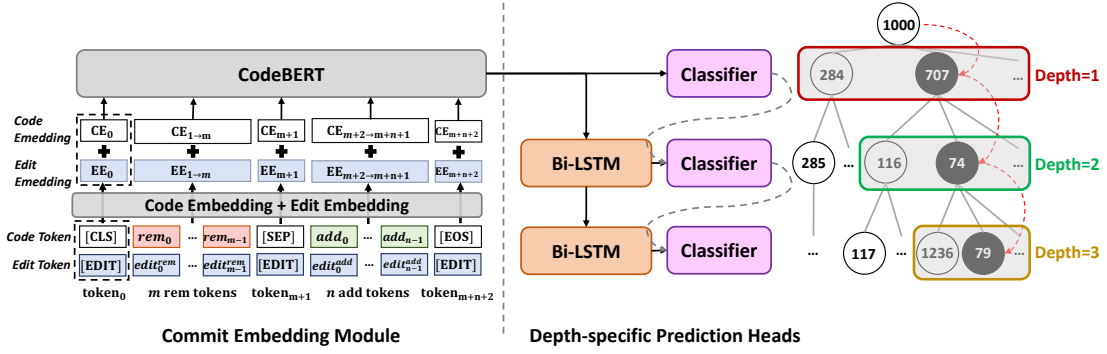 CodeBERT
Code
Emedding
CE0 CE1→m CEm+1 CEm+2→m+n+1 CEm+n+2
Edit
Emedding
EE0 EE1→m EEm+1 EEm+2→m+n+1 EEm+n+2
Code Embedding + Edit Embedding
Code Token [CLS] rem0 ... remm−1 [SEP] add0 ... addn−1 [EOS]
Edit Token [EDIT] edit0rem ... editm−1rem [EDIT] edit0add ... editn−1add [EDIT]
token0 m rem tokens tokenm+1 n add tokens tokenm+n+2
Commit Embedding Module
Classifier
Bi-LSTM Classifier
Bi-LSTM Classifier
1000
284 707 ... Depth=1
285 ... 116 74 ... Depth=2
... 117 ... 1236 79 ... Depth=3
Depth-specific Prediction Heads